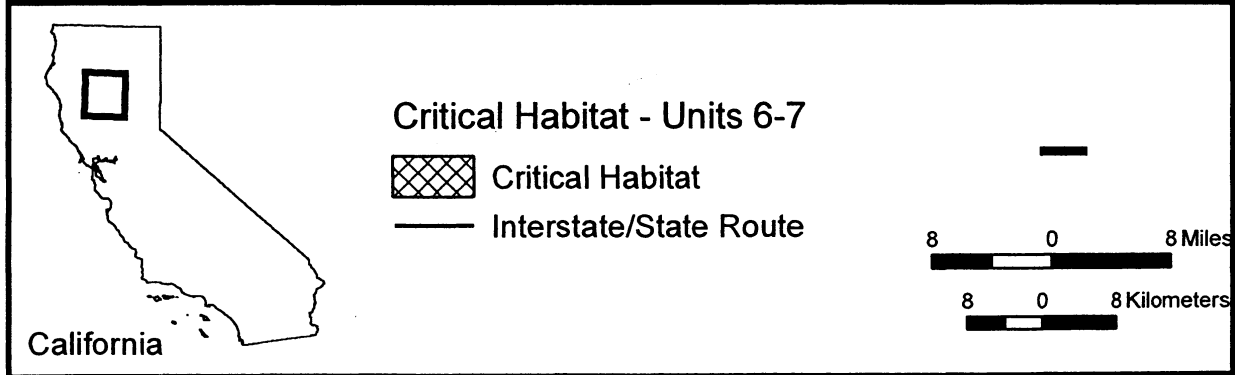 Critical Habitat - Units 6-7
Critical Habitat
Interstate/State Route
8 0 8 Miles
8 0 8 Kilometers
California